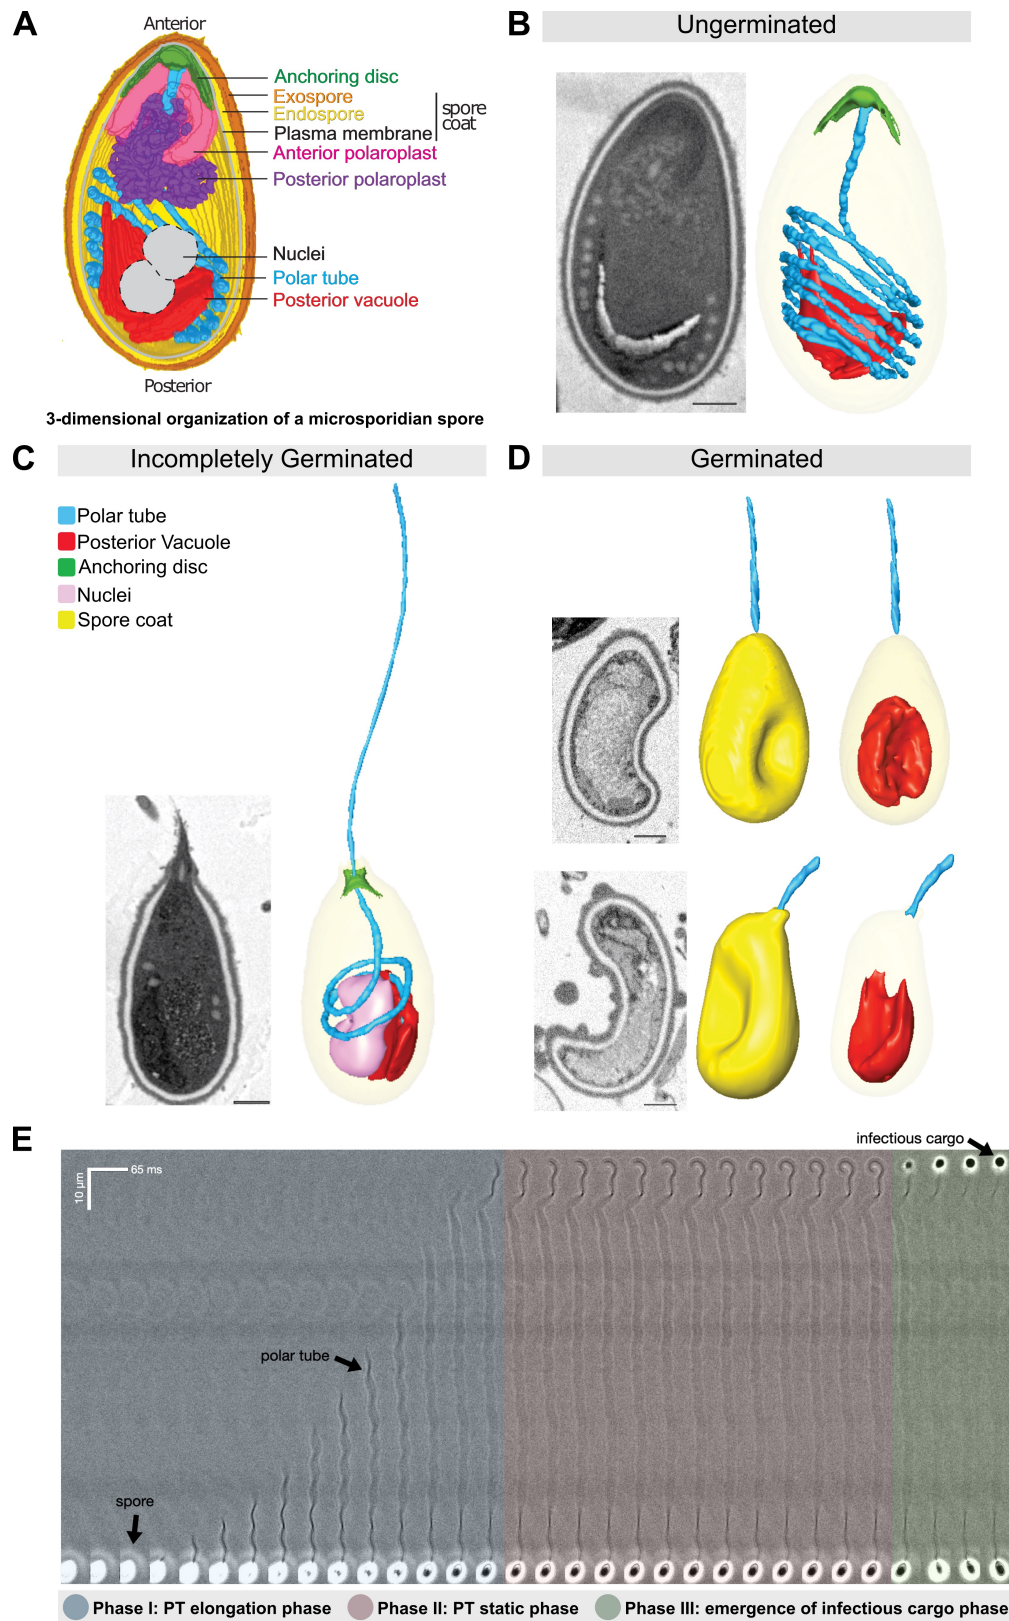 A
Anterior
Anchoring disc
Exospore
Endospore
Plasma membrane
spore
coat
Anterior polaroplast
Posterior polaroplast
Nuclei
Polar tube
Posterior vacuole
Posterior
3-dimensional organization of a microsporidian spore
B
Ungerminated
C
Incompletely Germinated
Polar tube
Posterior Vacuole
Anchoring disc
Nuclei
Spore coat
D
Germinated
E
infectious cargo
65 ms
10 µm
polar tube
spore
Phase I: PT elongation phase
Phase II: PT static phase
Phase III: emergence of infectious cargo phase